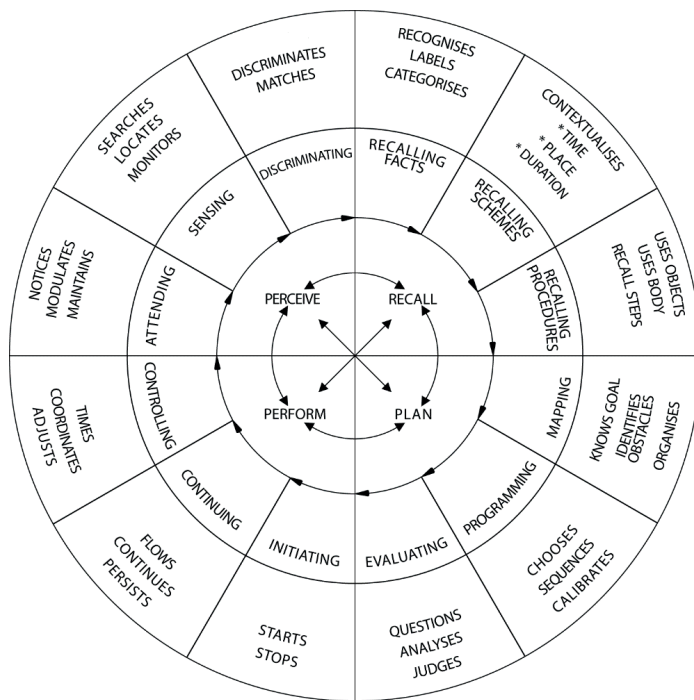 RECOGNISES
LABELS
CATEGORISES
CONTEXTUALISES
* TIME
* PLACE
* DURATION
USES OBJECTS
USES BODY
RECALL STEPS
KNOWS GOAL
IDENTIFIES
OBSTACLES
ORGANISES
CHOOSES
SEQUENCES
CALIBRATES
QUESTIONS
ANALYSES
JUDGES
STARTS
STOPS
FLOWS
CONTINUES
PERSISTS
TIMES
COORDINATES
ADJUSTS
NOTICES
MODULATES
MAINTAINS
SEARCHES
LOCATES
MONITORS
DISCRIMINATES
MATCHES
RECALLING
FACTS
RECALLING
SCHEMES
RECALLING
PROCEDURES
MAPPING
PROGRAMMING
EVALUATING
INITIATING
CONTINUING
CONTROLLING
ATTENDING
SENSING
DISCRIMINATING
PERCEIVE
RECALL
PERFORM
PLAN